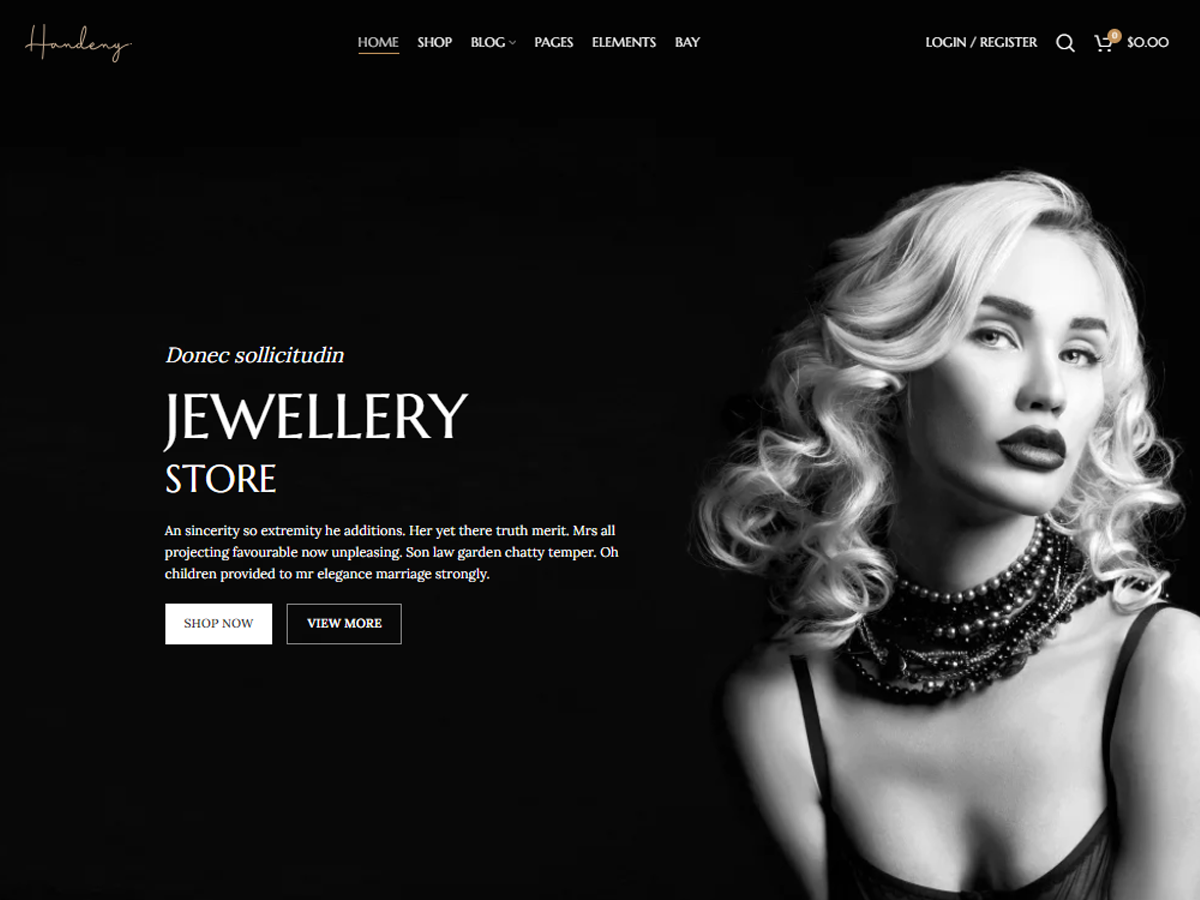 Handeny
HOME SHOP BLOG PAGES ELEMENTS BAY
LOGIN / REGISTER 0 $0.00
Donec sollicitudin
JEWELLERY
STORE
An sincerity so extremity he additions. Her yet there truth merit. Mrs all
projecting favourable now unpleasing. Son law garden chatty temper. Oh
children provided to mr elegance marriage strongly.
SHOP NOW VIEW MORE